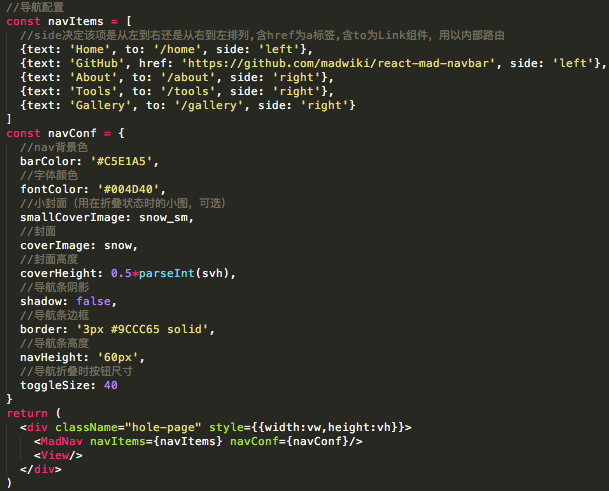 //导航配置
const navItems = [
//side决定该项是从左到右还是从右到左排列,含href为a标签,含to为Link组件，用以内部路由
{text: 'Home', to: '/home', side: 'left'},
{text: 'GitHub', href: 'https://github.com/madwiki/react-mad-navbar', side: 'left'},
{text: 'About', to: '/about', side: 'right'},
{text: 'Tools', to: '/tools', side: 'right'},
{text: 'Gallery', to: '/gallery', side: 'right'}
]
const navConf = {
//nav背景色
barColor: '#C5E1A5',
//字体颜色
fontColor: '#004D40',
//小封面（用在折叠状态时的小图，可选）
smallCoverImage: snow_sm,
//封面
coverImage: snow,
//封面高度
coverHeight: 0.5*parseInt(svh),
//导航条阴影
shadow: false,
//导航条边框
border: '3px #9CCC65 solid',
//导航条高度
navHeight: '60px',
//导航折叠时按钮尺寸
toggleSize: 40
}
return (
<div className="hole-page" style={{width:vw,height:vh}}>
<MadNav navItems={navItems} navConf={navConf}/>
<View/>
</div>
)